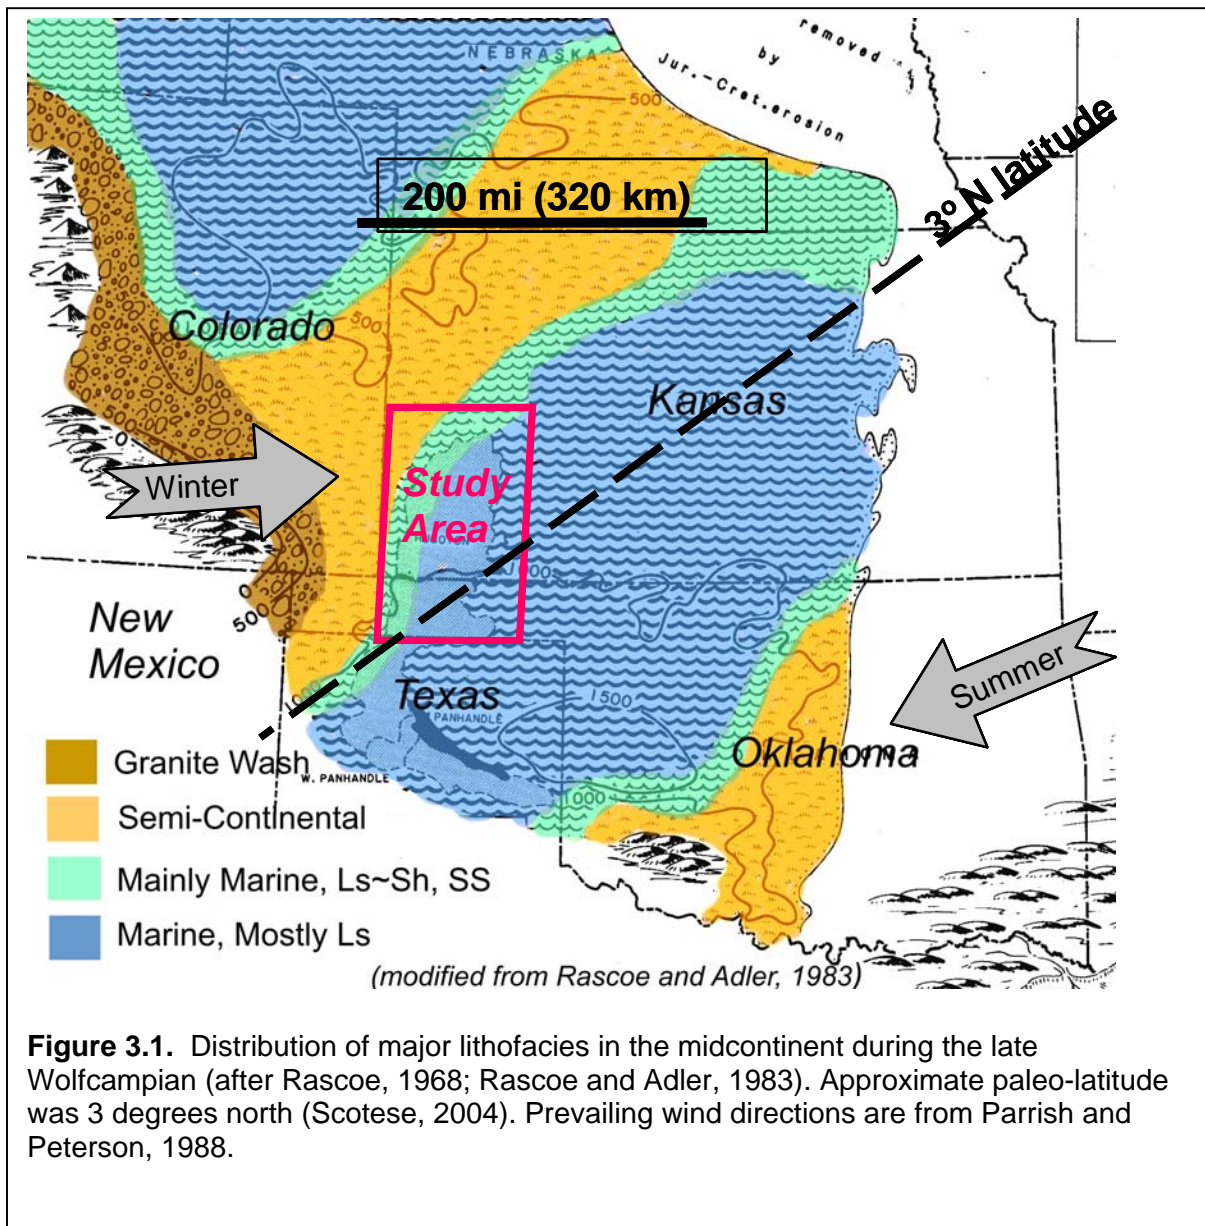 removed
by
Jur.-Cret.erosion
NEBRASKA
500
3° N latitude
200 mi (320 km)
Colorado
500
Kansas
0
Winter
Study
Area
1000
500
New
Mexico
1000
Texas
PANHANDLE
1500
Summer
Oklahoma
W. PANHANDLE
1000
Granite Wash
Semi-Continental
Mainly Marine, Ls~Sh, SS
Marine, Mostly Ls
(modified from Rascoe and Adler, 1983)
Figure 3.1. Distribution of major lithofacies in the midcontinent during the late
Wolfcampian (after Rascoe, 1968; Rascoe and Adler, 1983). Approximate paleo-latitude
was 3 degrees north (Scotese, 2004). Prevailing wind directions are from Parrish and
Peterson, 1988.